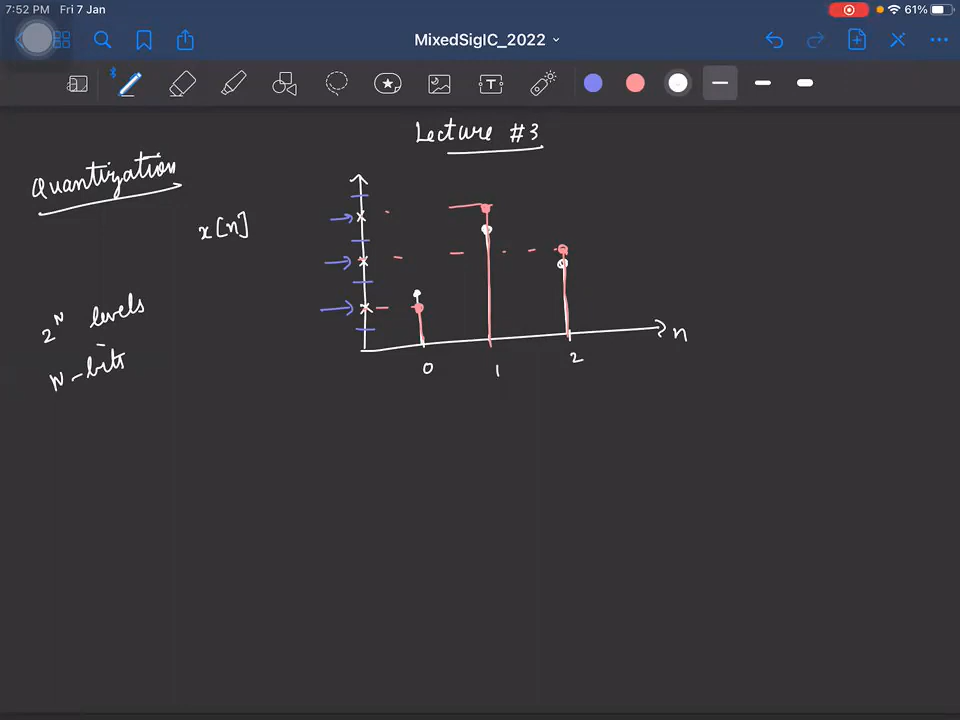 7:52 PM Fri 7 Jan
61%
MixedSigIC_2022
T
Lecture #3
Quantization
x[n]
2^N levels
N-bits
n
0 1 2